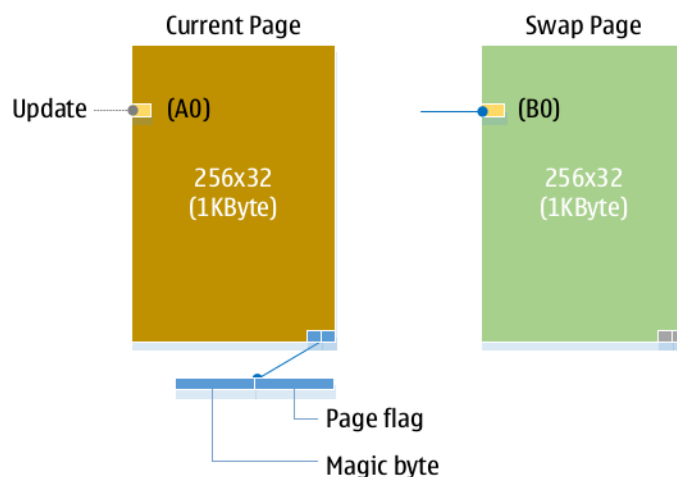 Current Page
Swap Page
Update
(A0)
(B0)
256x32
(1KByte)
256x32
(1KByte)
Page flag
Magic byte